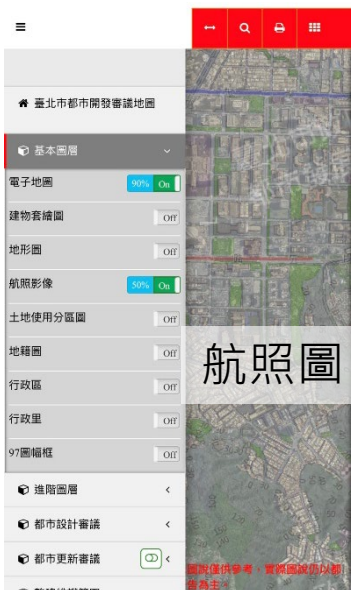 臺北市都市開發審議地圖
基本圖層
電子地圖 90% On
建物套繪圖 Off
地形圖 Off
航照影像 50% On
土地使用分區圖 Off
地籍圖 Off
航照圖
行政區 Off
行政里 Off
97圖幅框 Off
進階圖層
都市設計審議
都市更新審議
圖說僅供參考，實際圖說仍以都
告為主。